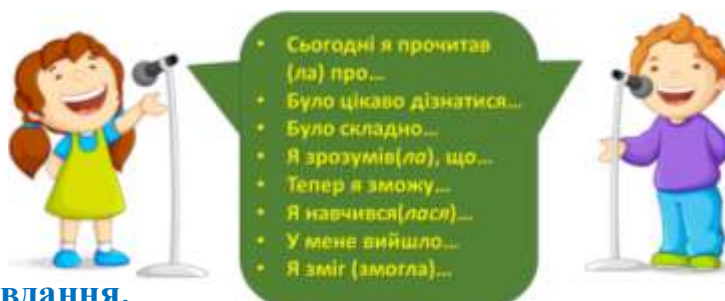 • Сьогодні я прочитав
(ла) про...
• Було цікаво дізнатися...
• Було складно...
• Я зрозумів(ла), що...
• Тепер я зможу...
• Я навчився(лася)...
• У мене вийшло...
• Я зміг (змогла)...
вдання.